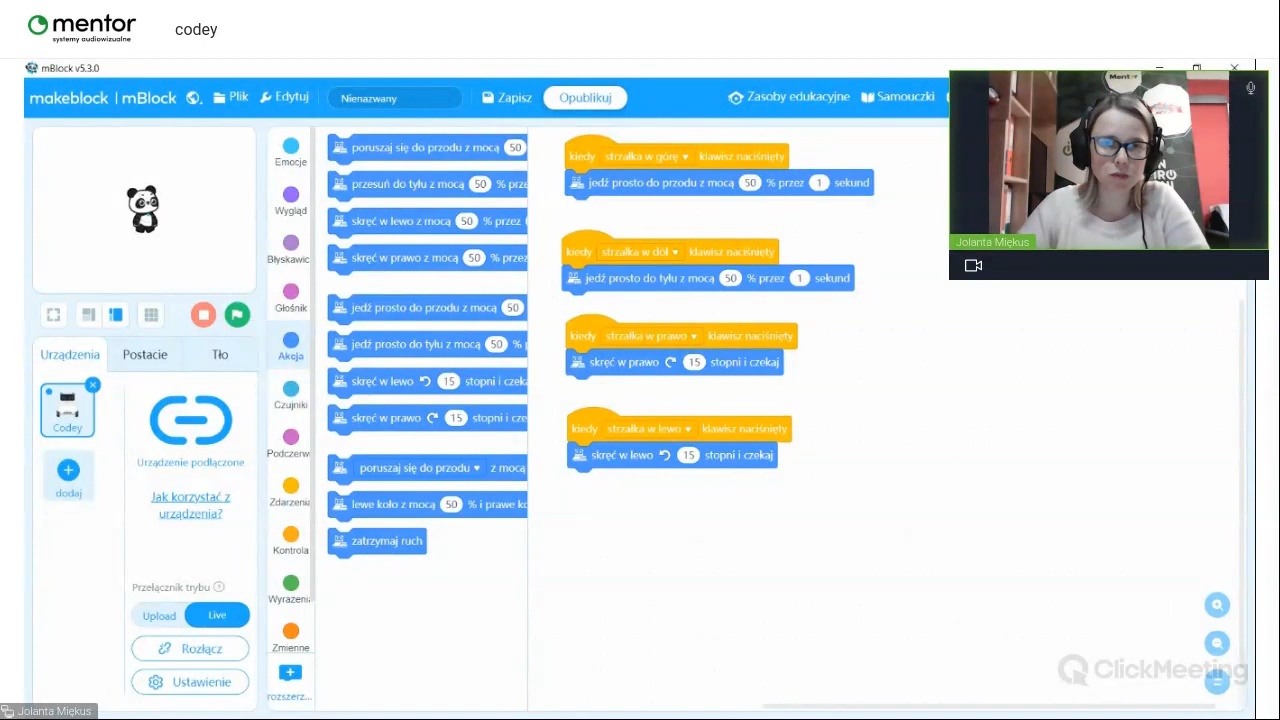 mentor
systemy audiowizualne
codey
mBlock v5.3.0
makeblock | mBlock
Plik
Edytuj
Nienazwany
Zapisz
Opublikuj
Zasoby edukacyjne
Samouczki
Mentor
Jolanta Miękus
Emocje
Wygląd
Błyskawic
Głośnik
Akcja
Czujniki
Podczerw
Zdarzenia
Kontrola
Wyrażenia
Zmienne
rozszerz...
poruszaj się do przodu z mocą 50
przesuń do tyłu z mocą 50 % prze
skręć w lewo z mocą 50 % przez
skręć w prawo z mocą 50 % przez
jedź prosto do przodu z mocą 50
jedź prosto do tyłu z mocą 50 % p
skręć w lewo 15 stopni i czeka
skręć w prawo 15 stopni i cze
poruszaj się do przodu z mocą
lewe koło z mocą 50 % i prawe ko
zatrzymaj ruch
kiedy strzałka w górę klawisz naciśnięty
jedź prosto do przodu z mocą 50 % przez 1 sekund
kiedy strzałka w dół klawisz naciśnięty
jedź prosto do tyłu z mocą 50 % przez 1 sekund
kiedy strzałka w prawo klawisz naciśnięty
skręć w prawo 15 stopni i czekaj
kiedy strzałka w lewo klawisz naciśnięty
skręć w lewo 15 stopni i czekaj
Urządzenia
Postacie
Tło
Codey
dodaj
Urządzenie podłączone
Jak korzystać z
urządzenia?
Przełącznik trybu
Upload
Live
Rozłącz
Ustawienie
ClickMeeting
Jolanta Miękus